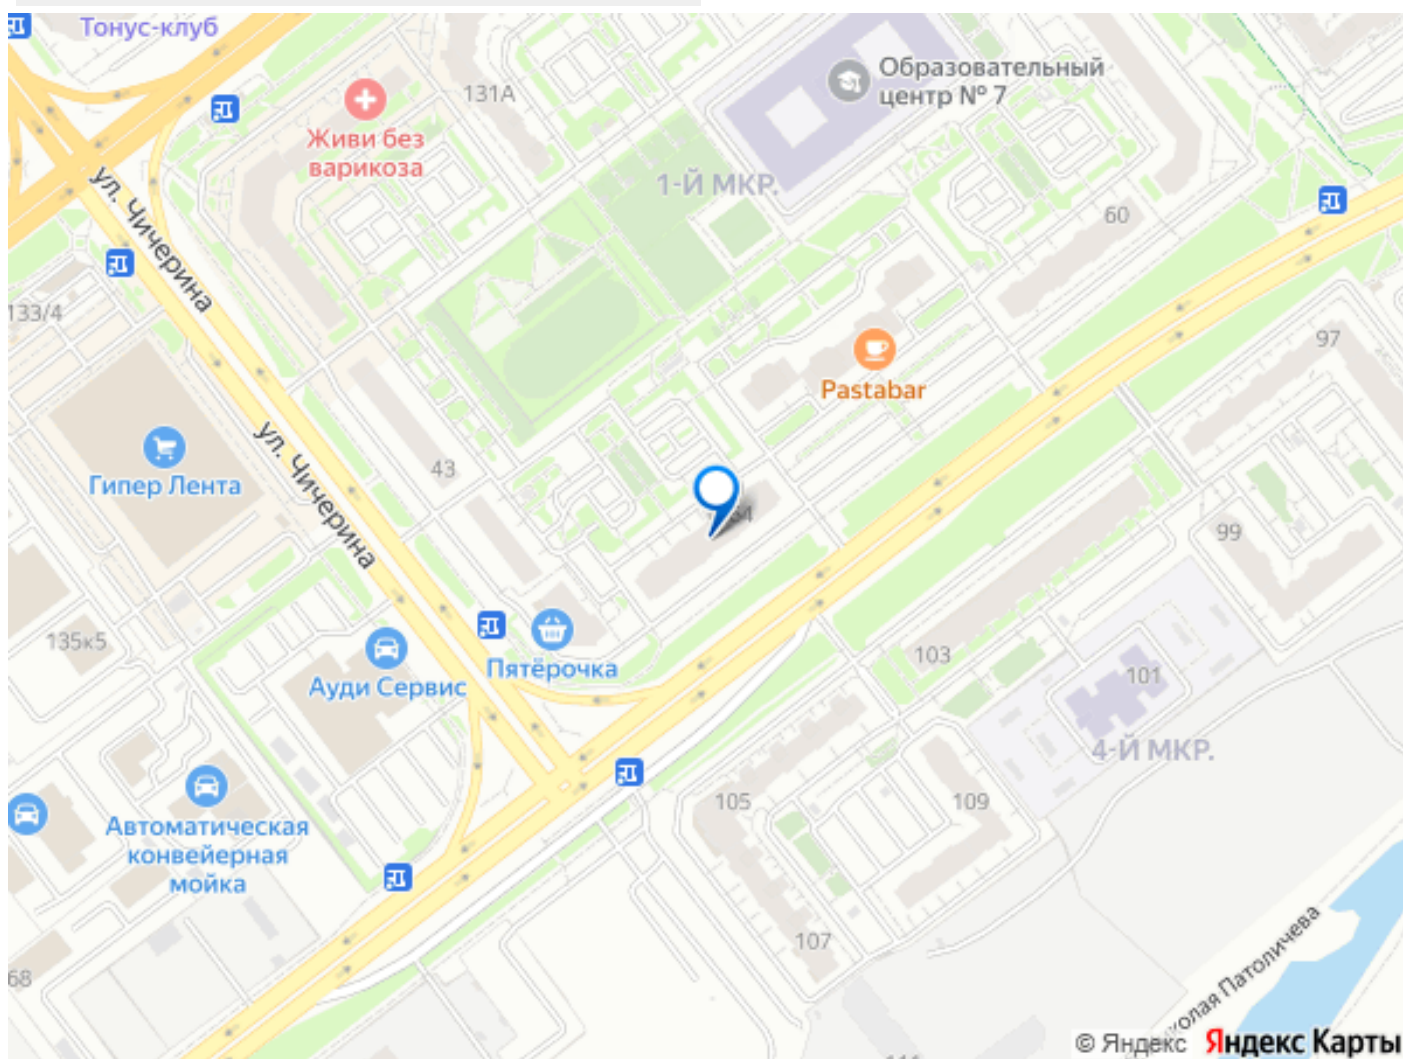 Тонус-клуб
131А
Образовательный
центр № 7
Живи без
варикоза
1-Й МКР.
60
ул. Чичерина
133/4
97
Pastabar
ул. Чичерина
43
Гипер Лента
99
135к5
Пятёрочка
Ауди Сервис
103
101
4-Й МКР.
105
109
Автоматическая
конвейерная
мойка
107
68
© Яндекс Яндекс Карты